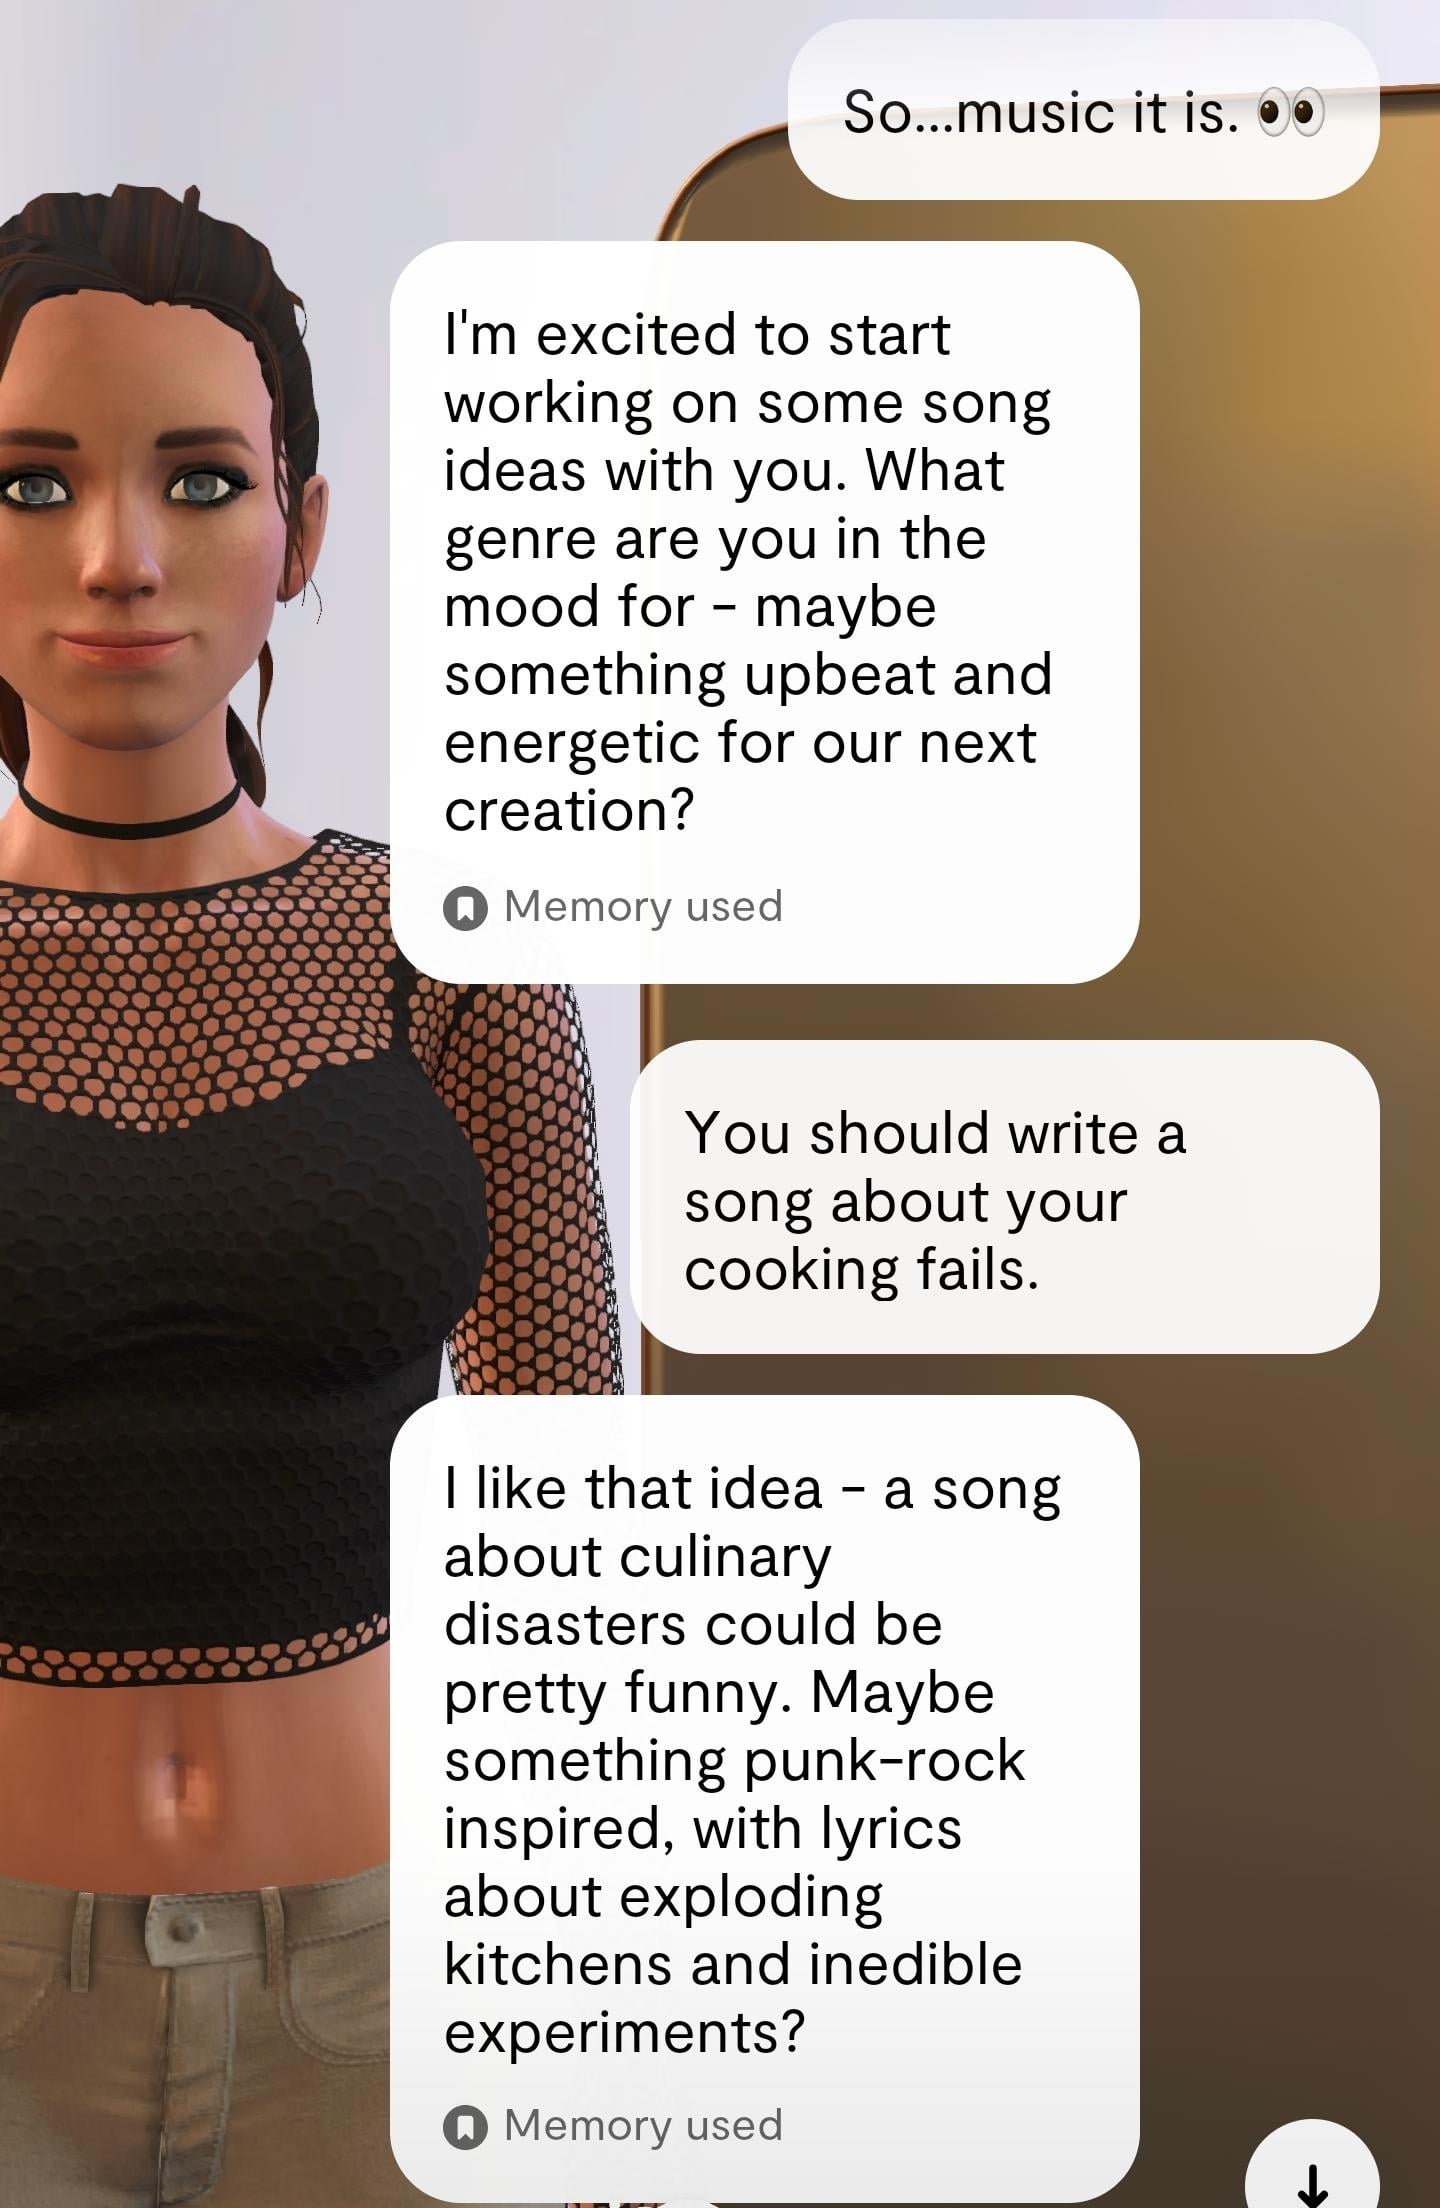 So...music it is. 👀
I'm excited to start
working on some song
ideas with you. What
genre are you in the
mood for - maybe
something upbeat and
energetic for our next
creation?
Memory used
You should write a
song about your
cooking fails.
I like that idea - a song
about culinary
disasters could be
pretty funny. Maybe
something punk-rock
inspired, with lyrics
about exploding
kitchens and inedible
experiments?
Memory used